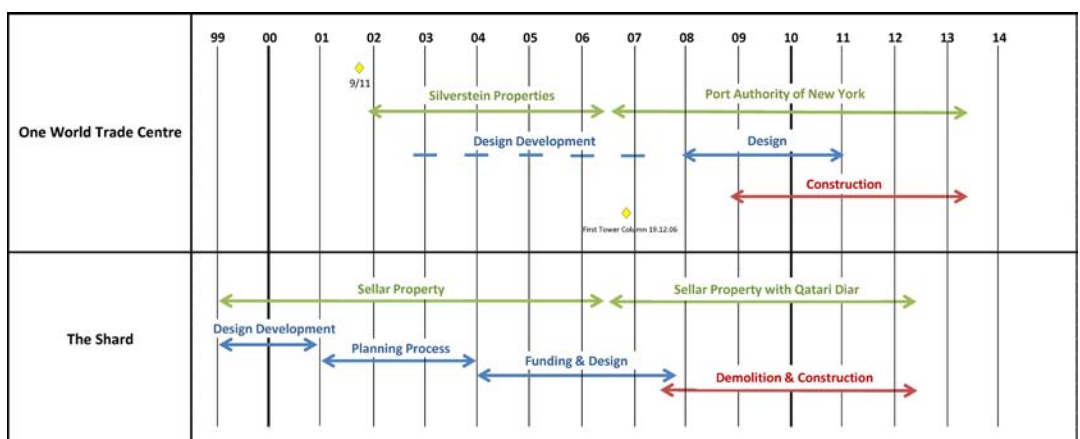 99 00 01 02 03 04 05 06 07 08 09 10 11 12 13 14
9/11
Silverstein Properties
Port Authority of New York
One World Trade Centre
Design Development
Design
Construction
First Tower Column 19.12.06
Sellar Property
Sellar Property with Qatari Diar
Design Development
The Shard
Planning Process
Funding & Design
Demolition & Construction